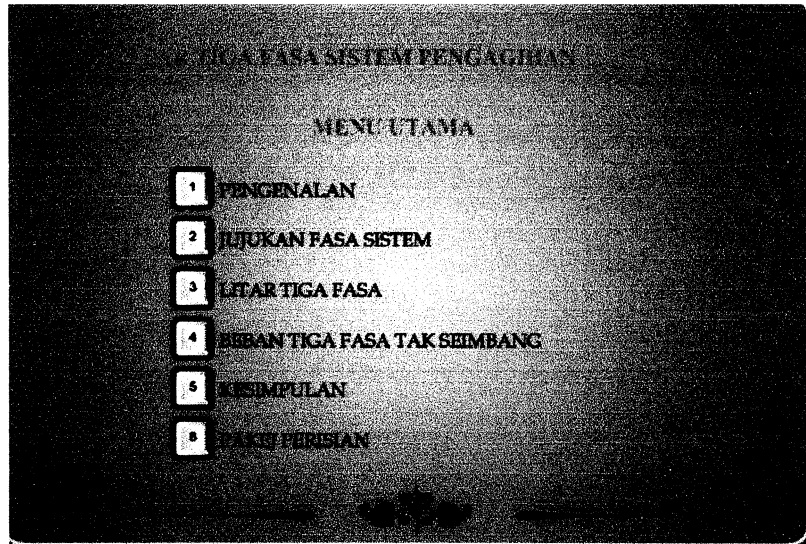 TIGA FASA SISTEM PENGAGIHAN
MENU UTAMA
1 PENGENALAN
2 JUJUKAN FASA SISTEM
3 LITAR TIGA FASA
4 BEBAN TIGA FASA TAK SEIMBANG
5 KESIMPULAN
8 PAKEJ PERISIAN